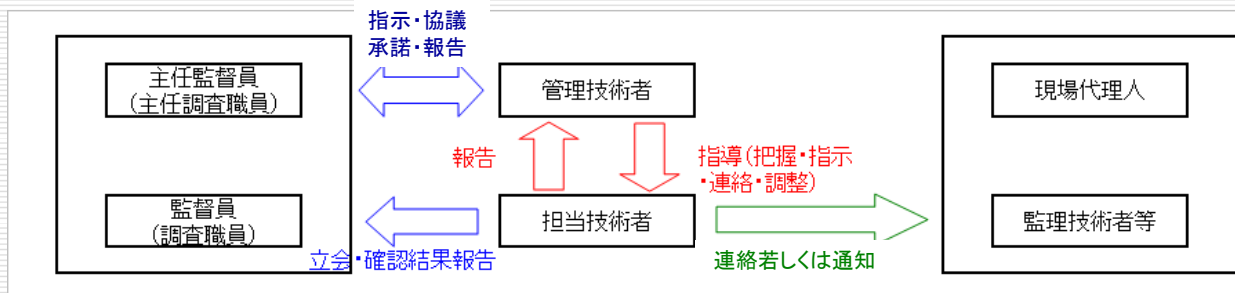 指示・協議
承諾・報告
主任監督員
(主任調査職員)
管理技術者
現場代理人
報告
指導(把握・指示
・連絡・調整)
監督員
(調査職員)
担当技術者
監理技術者等
立会・確認結果報告
連絡若しくは通知